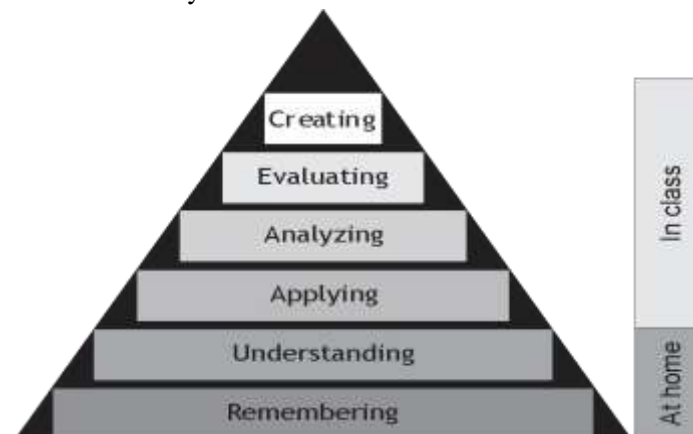 Creating
Evaluating
Analyzing
Applying
Understanding
Remembering
In class
At home